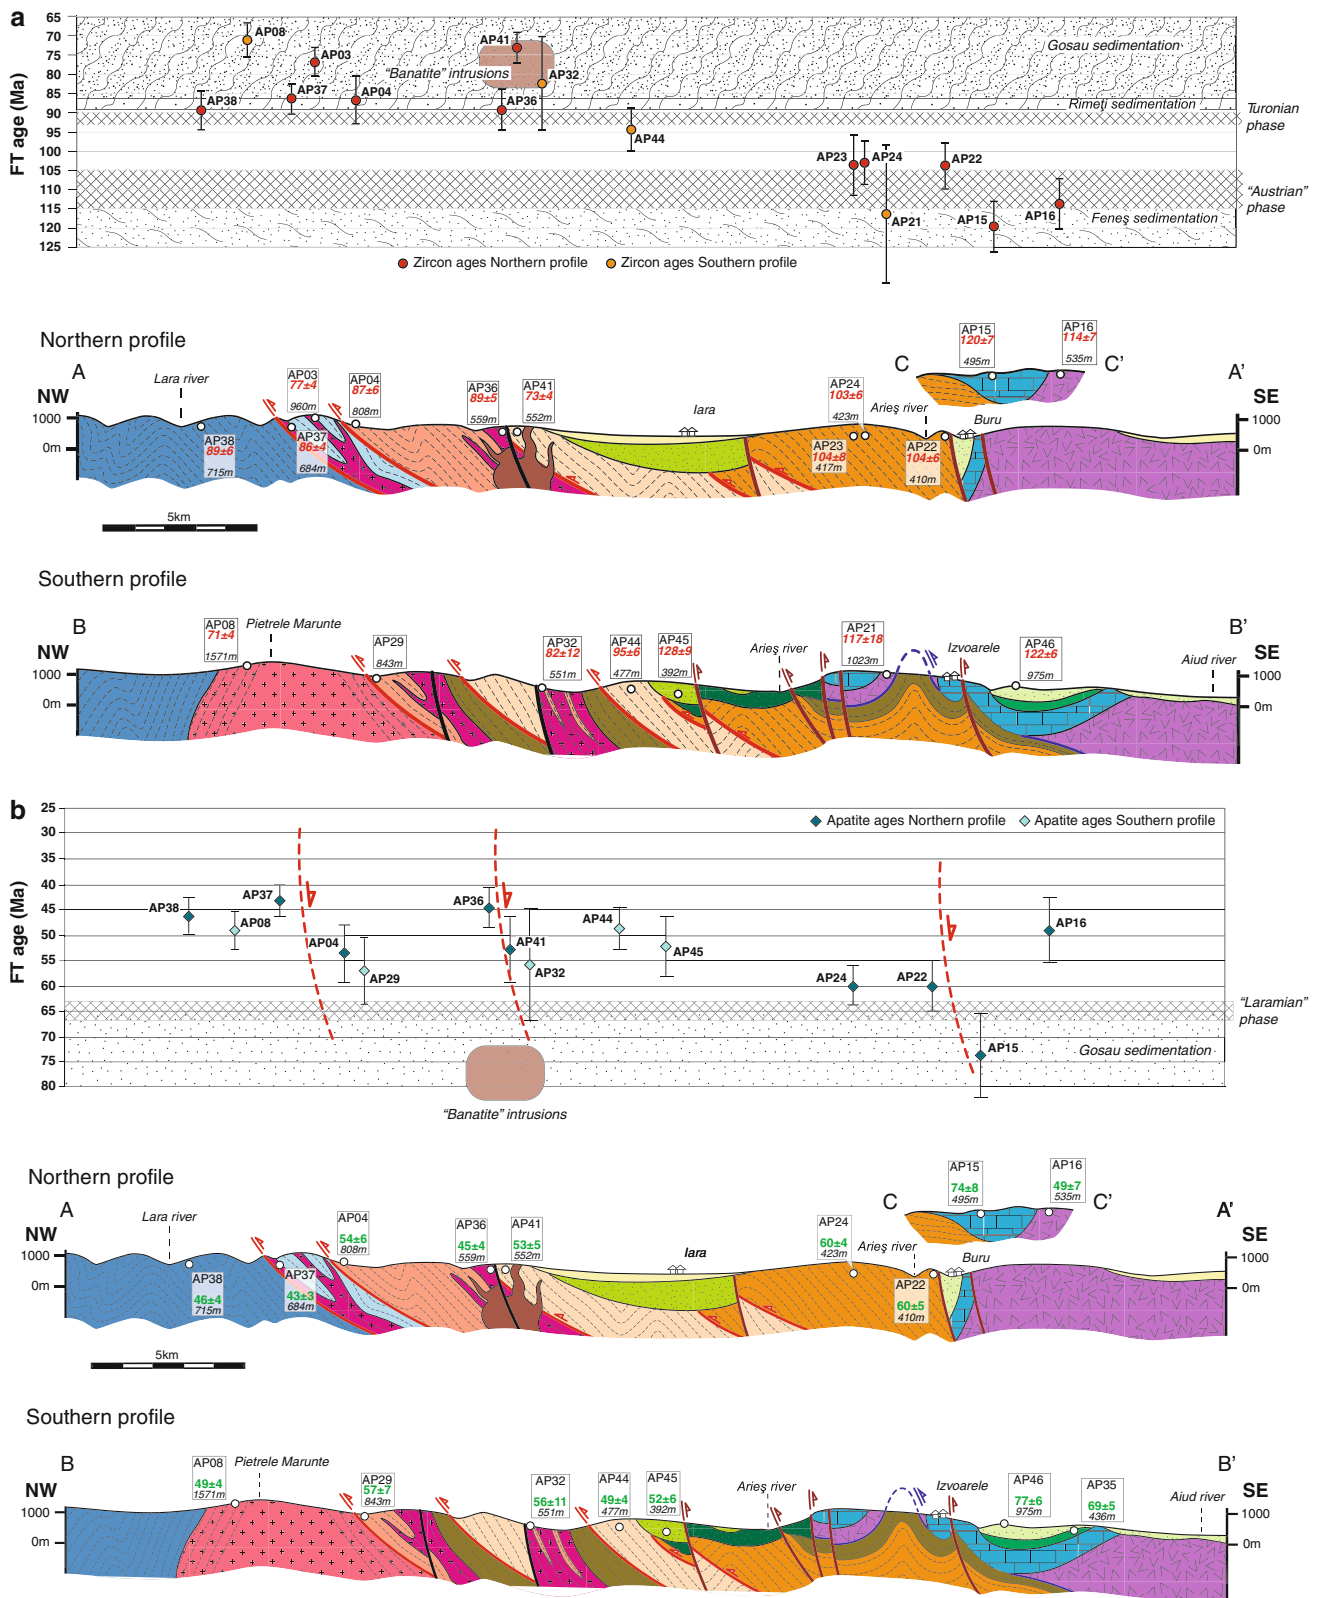 a
65
70
75
80
85
90
95
100
105
110
115
120
125
FT age (Ma)
AP08
AP03
AP38
AP37
AP04
AP41
"Banatite" intrusions
AP32
AP36
AP44
AP23
AP24
AP22
AP21
AP15
AP16
Gosau sedimentation
Rimeţi sedimentation
Turonian
phase
"Austrian"
phase
Feneş sedimentation
Zircon ages Northern profile
Zircon ages Southern profile
Northern profile
A
NW
1000
0m
Lara river
AP38
89±6
715m
AP03
77±4
960m
AP37
86±4
684m
AP04
87±6
808m
AP36
89±5
559m
AP41
73±4
552m
Iara
AP24
103±6
423m
AP23
104±8
417m
Arieş river
AP22
104±6
410m
Buru
C
AP15
120±7
495m
AP16
114±7
535m
C'
A'
SE
1000
0m
5km
Southern profile
B
NW
1000
0m
AP08
71±4
1571m
Pietrele Marunte
AP29
843m
AP32
82±12
551m
AP44
95±6
477m
AP45
128±9
392m
Arieş river
AP21
117±18
1023m
Izvoarele
AP46
122±6
975m
Aiud river
B'
SE
1000
0m
b
25
30
35
40
45
50
55
60
65
70
75
80
FT age (Ma)
Apatite ages Northern profile
Apatite ages Southern profile
AP38
AP08
AP37
AP04
AP29
AP36
AP41
AP32
AP44
AP45
AP24
AP22
AP15
AP16
"Laramian"
phase
Gosau sedimentation
"Banatite" intrusions
Northern profile
A
NW
1000
0m
Lara river
AP38
46±4
715m
AP37
43±3
684m
AP04
54±6
808m
AP36
45±4
559m
AP41
53±5
552m
Iara
AP24
60±4
423m
Arieş river
AP22
60±5
410m
Buru
C
AP15
74±8
495m
AP16
49±7
535m
C'
A'
SE
1000
0m
5km
Southern profile
B
NW
1000
0m
AP08
49±4
1571m
Pietrele Marunte
AP29
57±7
843m
AP32
56±11
551m
AP44
49±4
477m
AP45
52±6
392m
Arieş river
Izvoarele
AP46
77±6
975m
AP35
69±5
436m
Aiud river
B'
SE
1000
0m